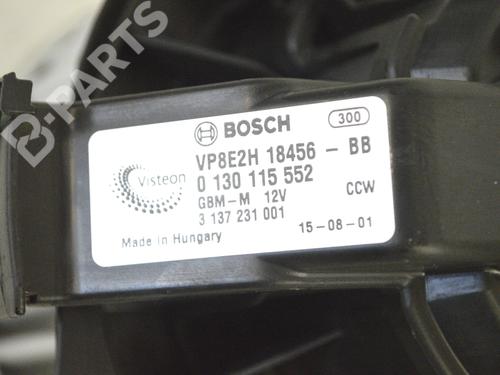 B-PARTS
BOSCH
300
Visteon
VP8E2H 18456 - BB
0 130 115 552
GBM-M 12V CCW
3 137 231 001
Made in Hungary 15-08-01